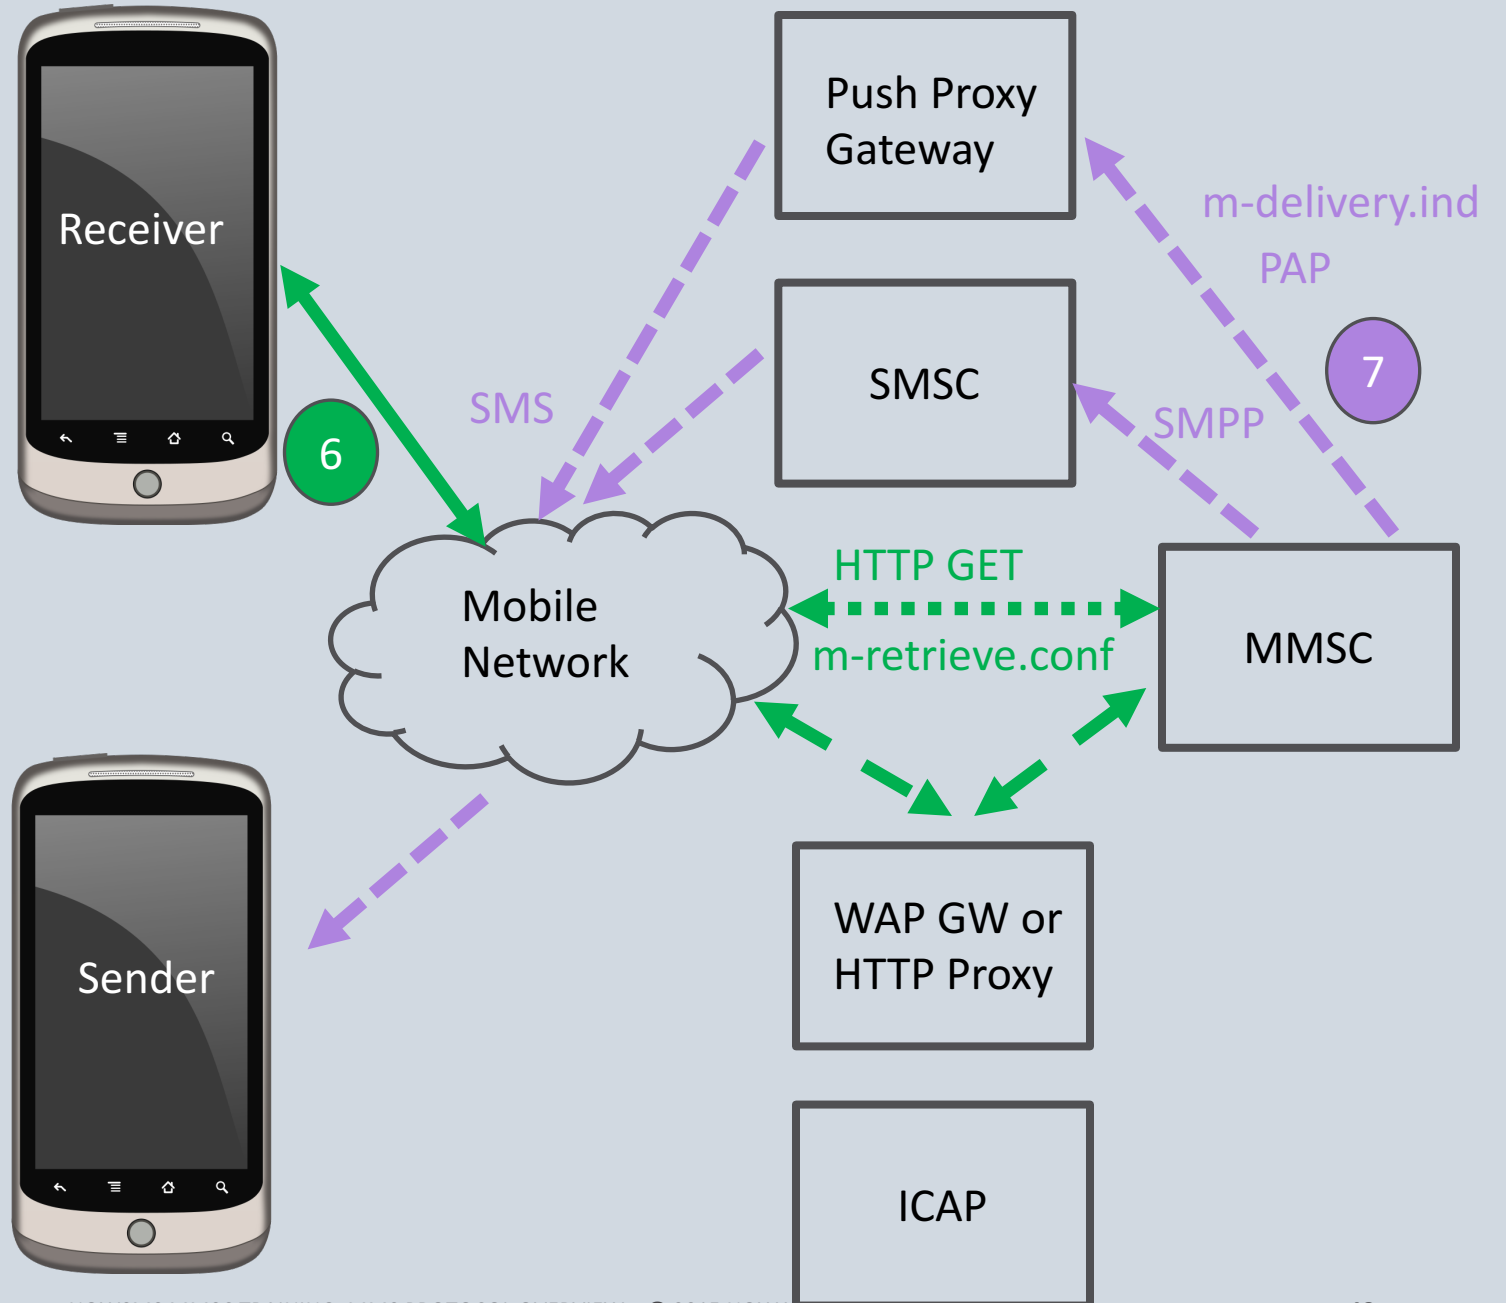 Push Proxy
Gateway
m-delivery.ind
PAP
Receiver
7
SMSC
SMS
SMPP
6
HTTP GET
Mobile
Network
m-retrieve.conf
MMSC
WAP GW or
HTTP Proxy
Sender
ICAP